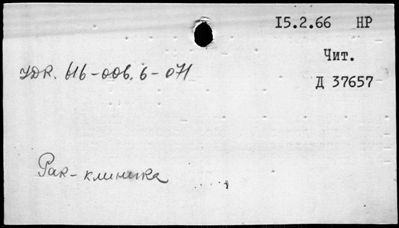 15.2.66 НР
Чит.
УДК. 616-006.6-071
Д 37657
Рак - клиника